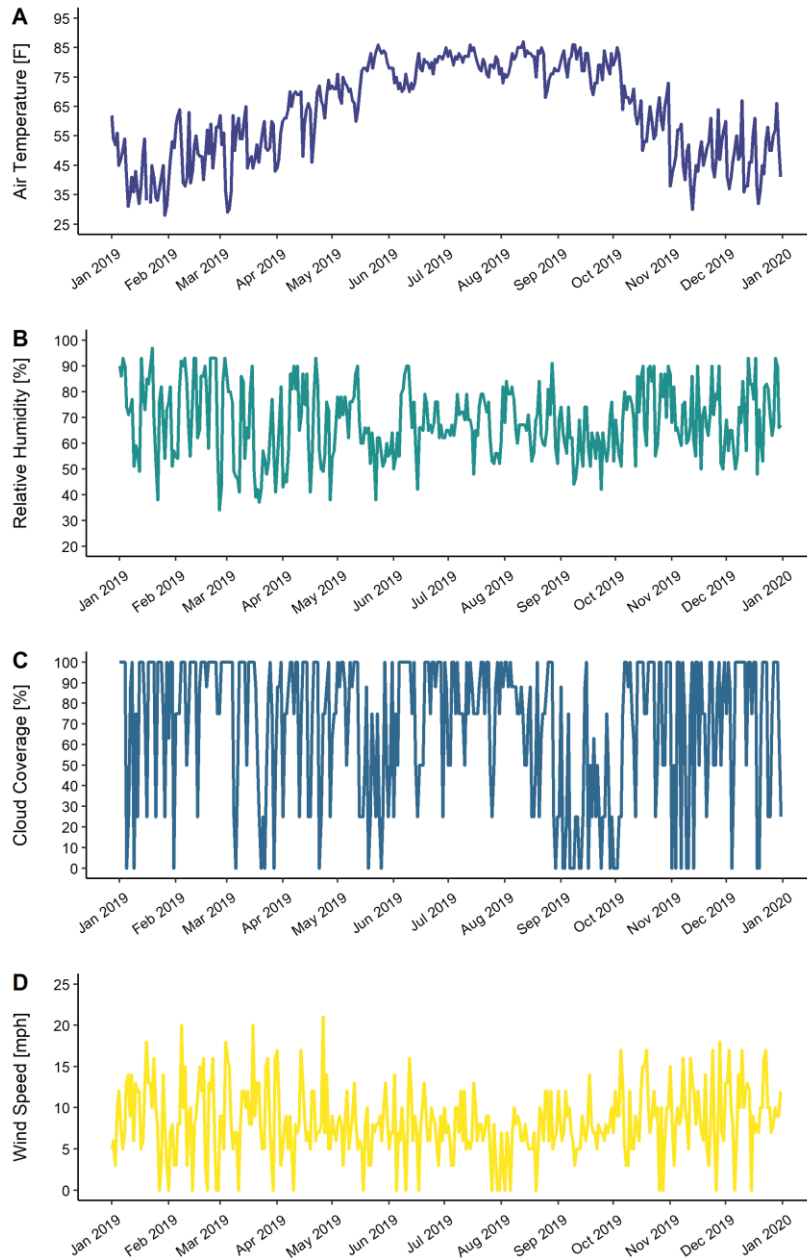 A
Air Temperature [F]
95
85
75
65
55
45
35
25
Jan 2019 Feb 2019 Mar 2019 Apr 2019 May 2019 Jun 2019 Jul 2019 Aug 2019 Sep 2019 Oct 2019 Nov 2019 Dec 2019 Jan 2020
B
Relative Humidity [%]
100
90
80
70
60
50
40
30
20
Jan 2019 Feb 2019 Mar 2019 Apr 2019 May 2019 Jun 2019 Jul 2019 Aug 2019 Sep 2019 Oct 2019 Nov 2019 Dec 2019 Jan 2020
C
Cloud Coverage [%]
100
90
80
70
60
50
40
30
20
10
0
Jan 2019 Feb 2019 Mar 2019 Apr 2019 May 2019 Jun 2019 Jul 2019 Aug 2019 Sep 2019 Oct 2019 Nov 2019 Dec 2019 Jan 2020
D
Wind Speed [mph]
25
20
15
10
5
0
Jan 2019 Feb 2019 Mar 2019 Apr 2019 May 2019 Jun 2019 Jul 2019 Aug 2019 Sep 2019 Oct 2019 Nov 2019 Dec 2019 Jan 2020